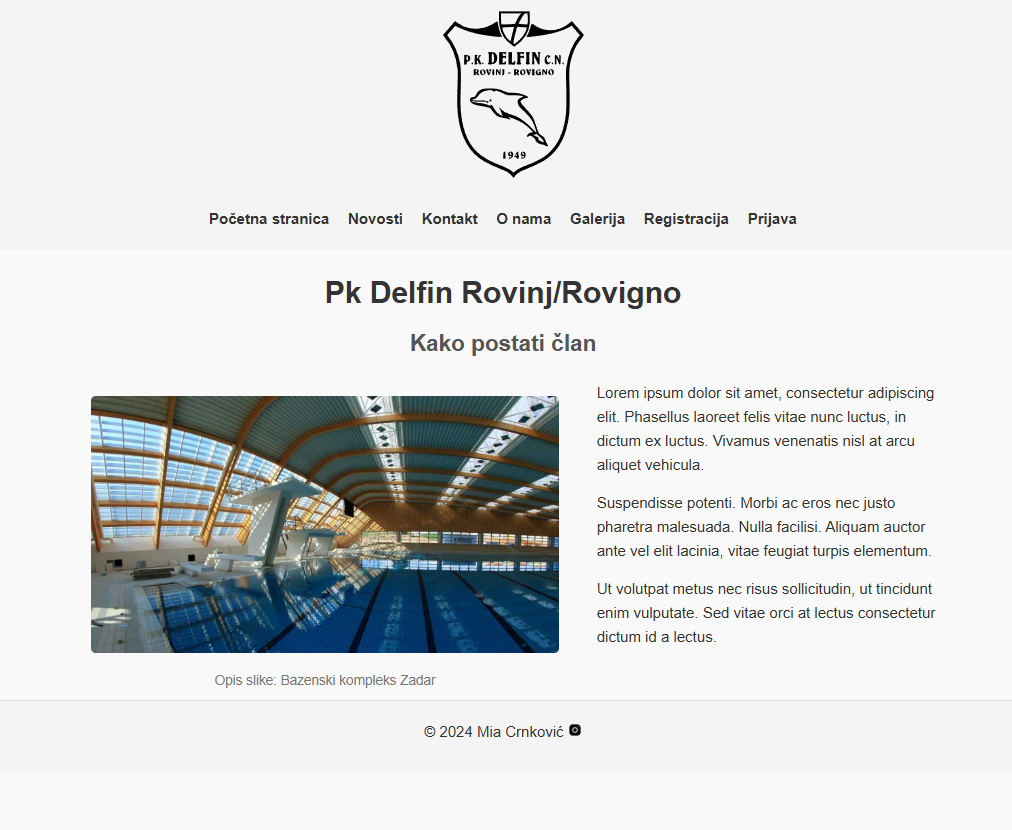 P.K. DELFIN C.N.
ROVINJ - ROVIGNO
1949
Početna stranica Novosti Kontakt O nama Galerija Registracija Prijava
Pk Delfin Rovinj/Rovigno
Kako postati član
Lorem ipsum dolor sit amet, consectetur adipiscing
elit. Phasellus laoreet felis vitae nunc luctus, in
dictum ex luctus. Vivamus venenatis nisl at arcu
aliquet vehicula.
Suspendisse potenti. Morbi ac eros nec justo
pharetra malesuada. Nulla facilisi. Aliquam auctor
ante vel elit lacinia, vitae feugiat turpis elementum.
Ut volutpat metus nec risus sollicitudin, ut tincidunt
enim vulputate. Sed vitae orci at lectus consectetur
dictum id a lectus.
Opis slike: Bazenski kompleks Zadar
© 2024 Mia Crnković